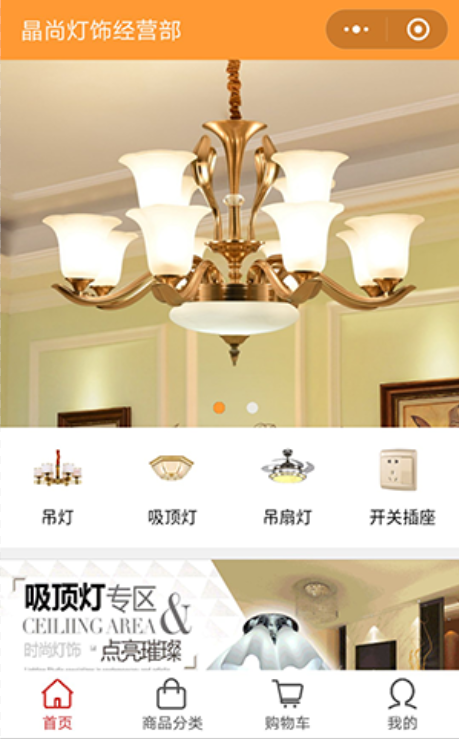 晶尚灯饰经营部
吊灯
吸顶灯
吊扇灯
开关插座
吸顶灯专区
&
CEILIING AREA
时尚灯饰
点亮璀璨
首页
商品分类
购物车
我的